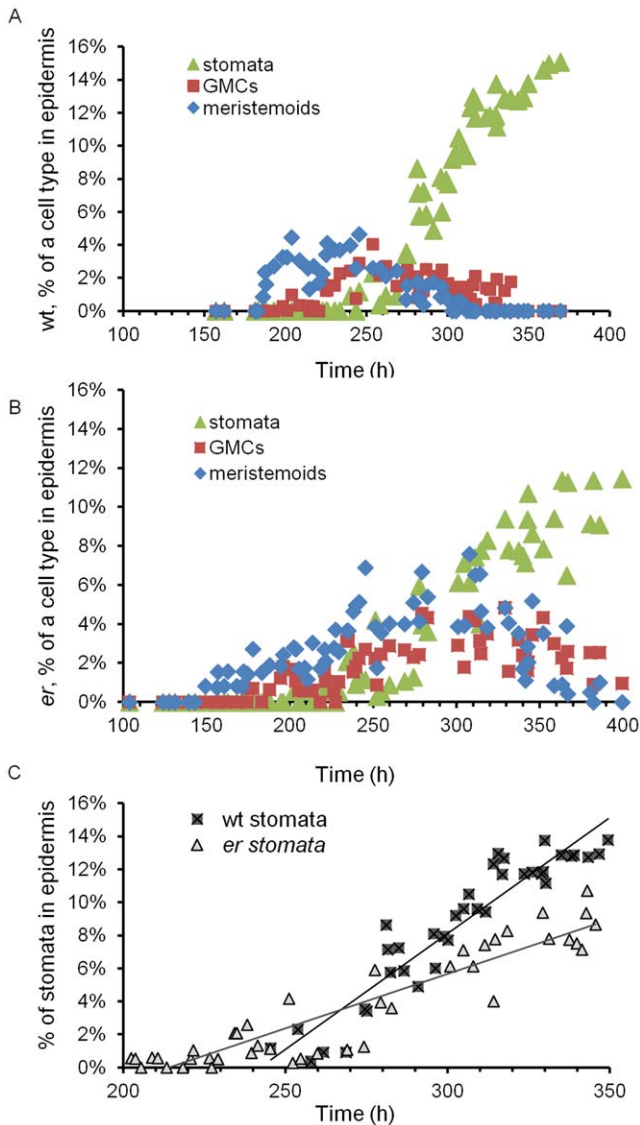 A
wt, % of a cell type in epidermis
16%
14%
12%
10%
8%
6%
4%
2%
0%
stomata
GMCs
meristemoids
100 150 200 250 300 350 400
Time (h)
B
er, % of a cell type in epidermis
16%
14%
12%
10%
8%
6%
4%
2%
0%
stomata
GMCs
meristemoids
100 150 200 250 300 350 400
Time (h)
C
% of stomata in epidermis
16%
14%
12%
10%
8%
6%
4%
2%
0%
wt stomata
er stomata
200 250 300 350
Time (h)